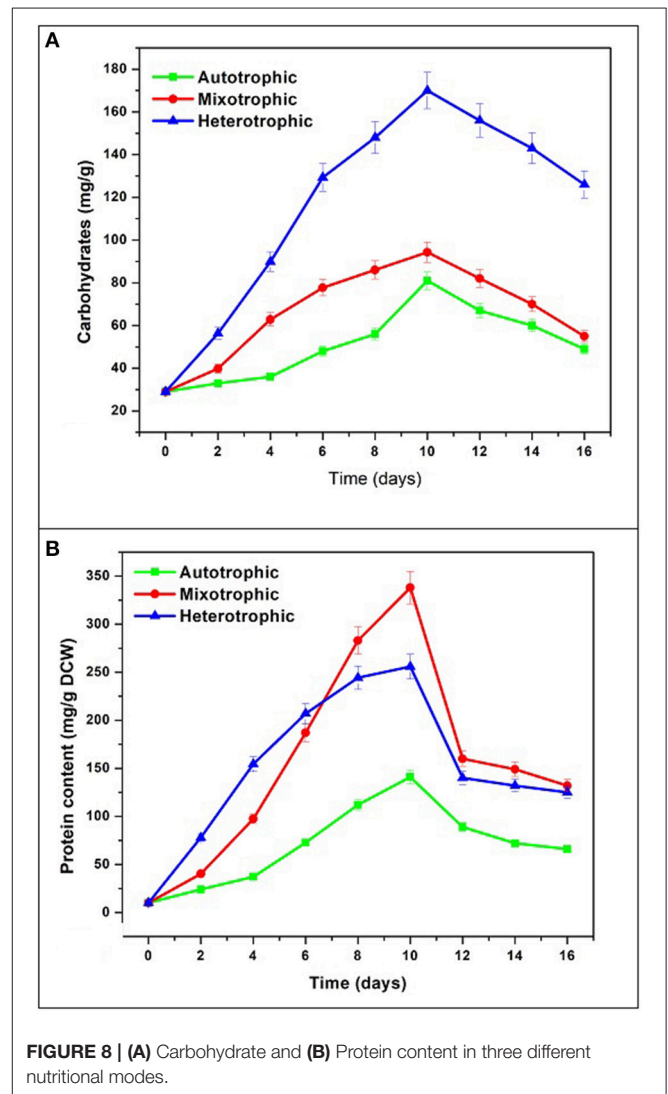 A
Autotrophic
Mixotrophic
Heterotrophic
Carbohydrates (mg/g)
180
160
140
120
100
80
60
40
20
0 2 4 6 8 10 12 14 16
Time (days)
B
Autotrophic
Mixotrophic
Heterotrophic
Protein content (mg/g DCW)
350
300
250
200
150
100
50
0
0 2 4 6 8 10 12 14 16
Time (days)
FIGURE 8 | (A) Carbohydrate and (B) Protein content in three different
nutritional modes.